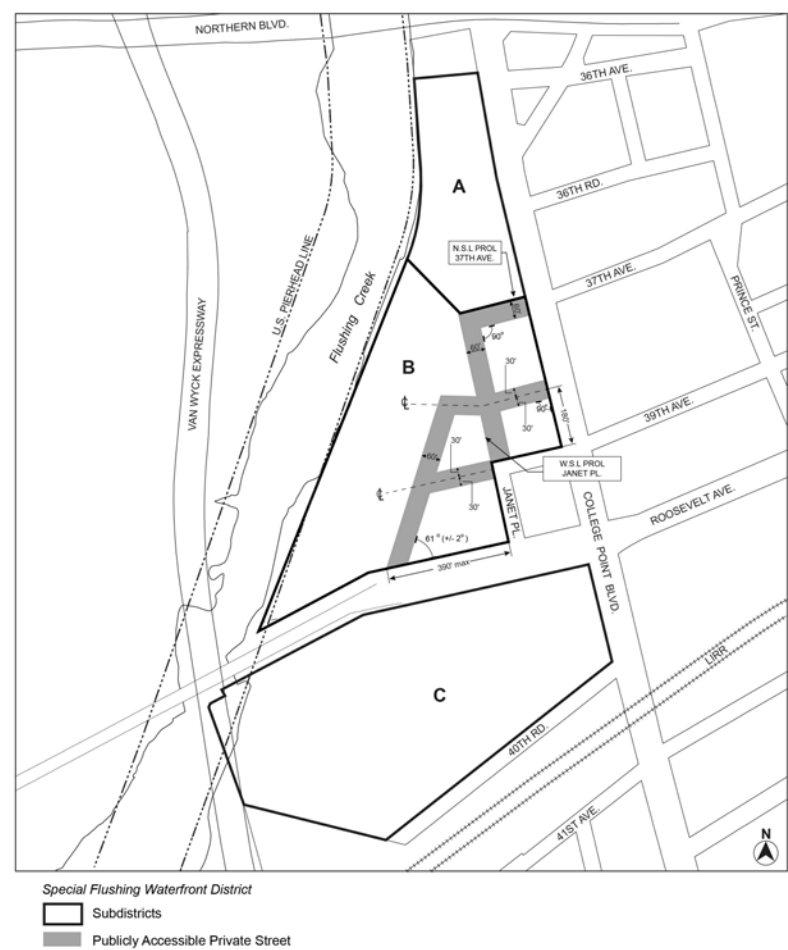 NORTHERN BLVD.
36TH AVE.
A
36TH RD.
N.S.L PROL
37TH AVE.
37TH AVE.
U.S. PIERHEAD LINE
Flushing Creek
PRINCE ST.
VAN WYCK EXPRESSWAY
60'
90°
60'
B
30'
℄
90°
30'
180'
39TH AVE.
30'
60'
W.S.L PROL
JANET PL.
℄
30'
JANET PL.
COLLEGE POINT BLVD.
ROOSEVELT AVE.
61° (+/- 2°)
390' max
LIRR
C
40TH RD.
41ST AVE.
N
Special Flushing Waterfront District
Subdistricts
Publicly Accessible Private Street